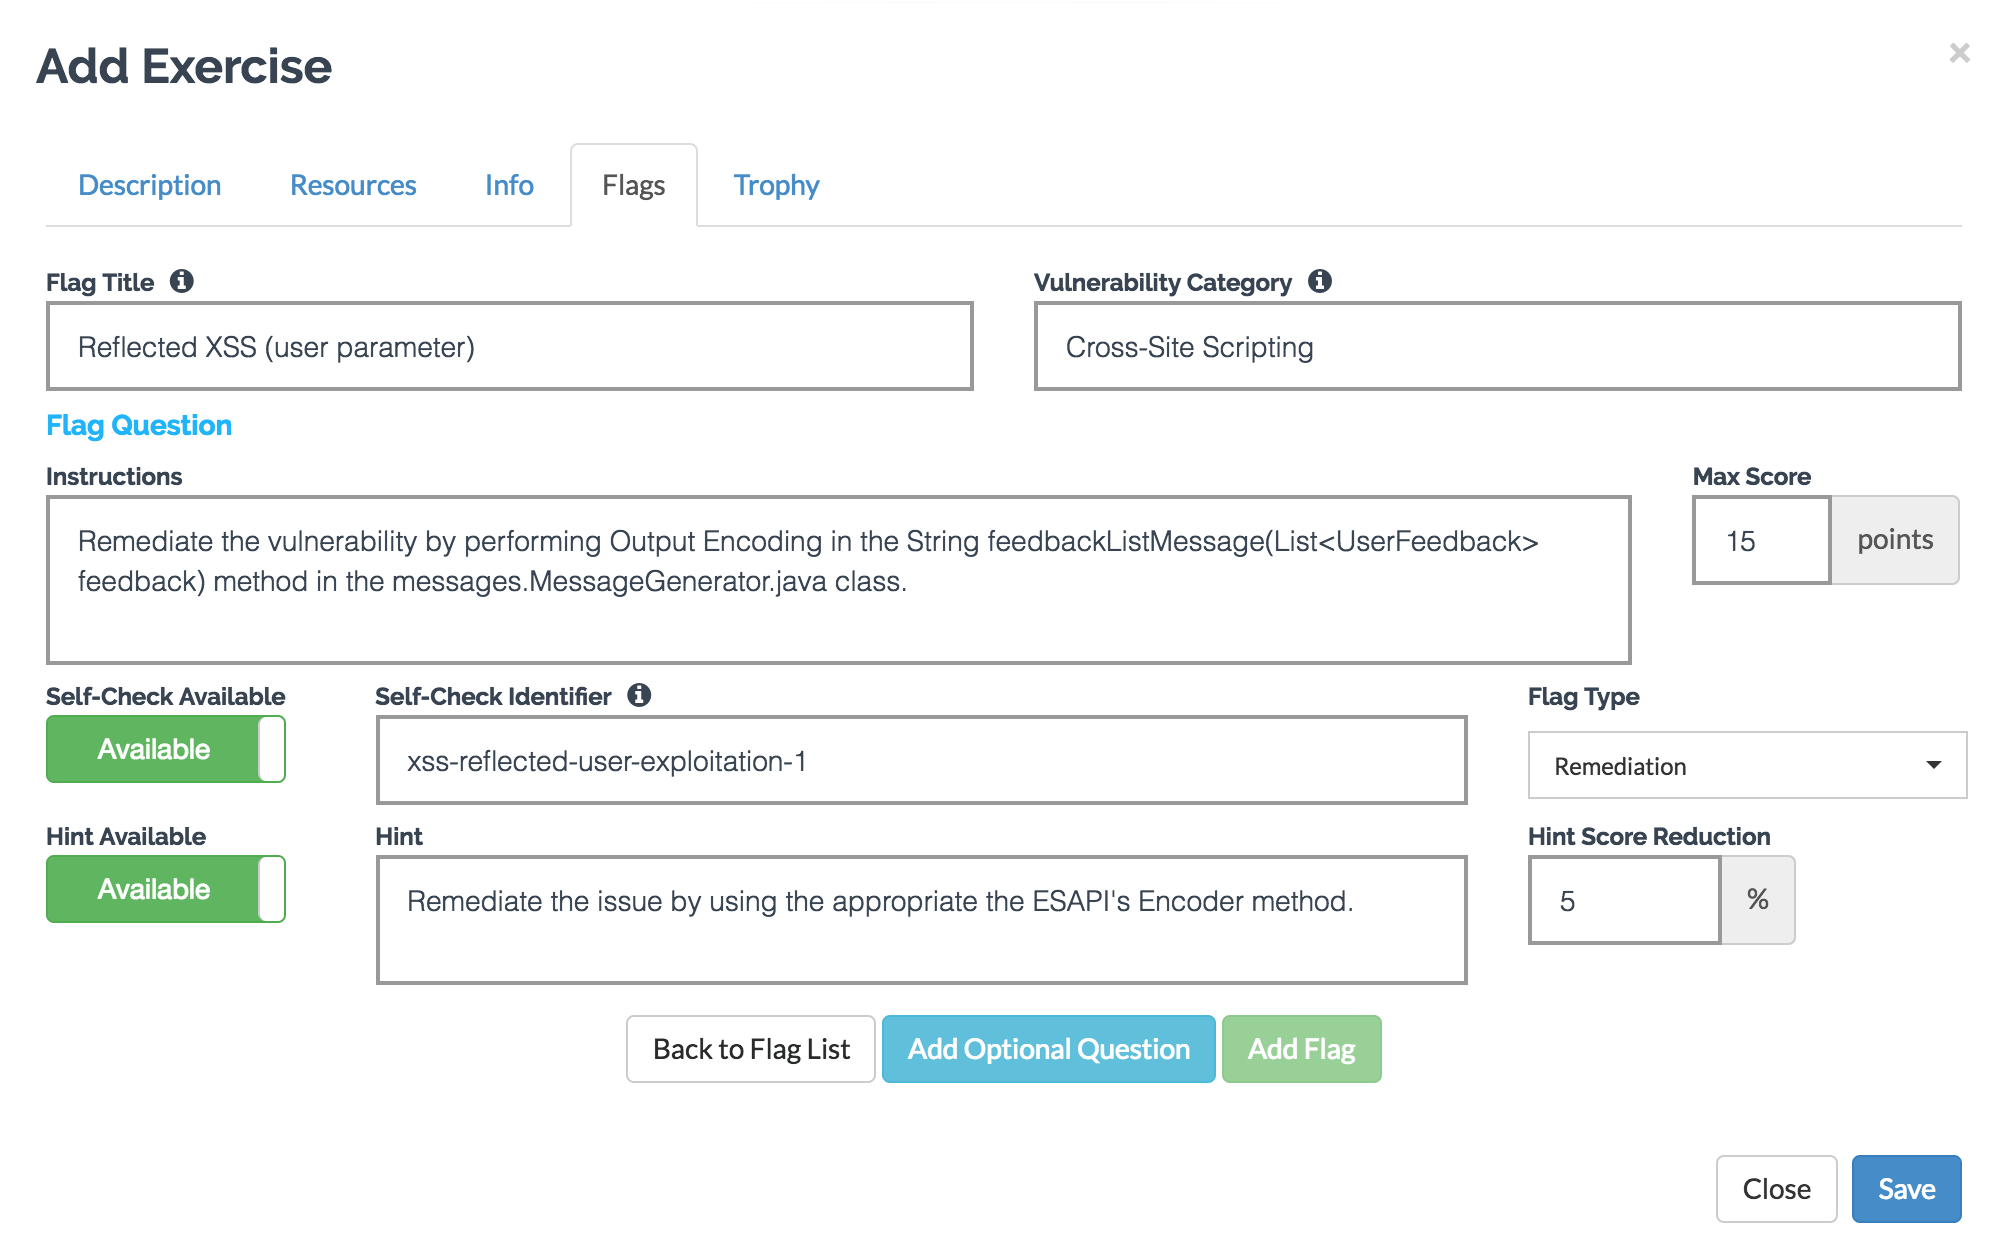 Add Exercise
×
Description
Resources
Info
Flags
Trophy
Flag Title
Vulnerability Category
Reflected XSS (user parameter)
Cross-Site Scripting
Flag Question
Instructions
Max Score
Remediate the vulnerability by performing Output Encoding in the String feedbackListMessage(List<UserFeedback>
feedback) method in the messages.MessageGenerator.java class.
15
points
Self-Check Available
Self-Check Identifier
Flag Type
Available
xss-reflected-user-exploitation-1
Remediation
Hint Available
Hint
Hint Score Reduction
Available
Remediate the issue by using the appropriate the ESAPI's Encoder method.
5
%
Back to Flag List
Add Optional Question
Add Flag
Close
Save